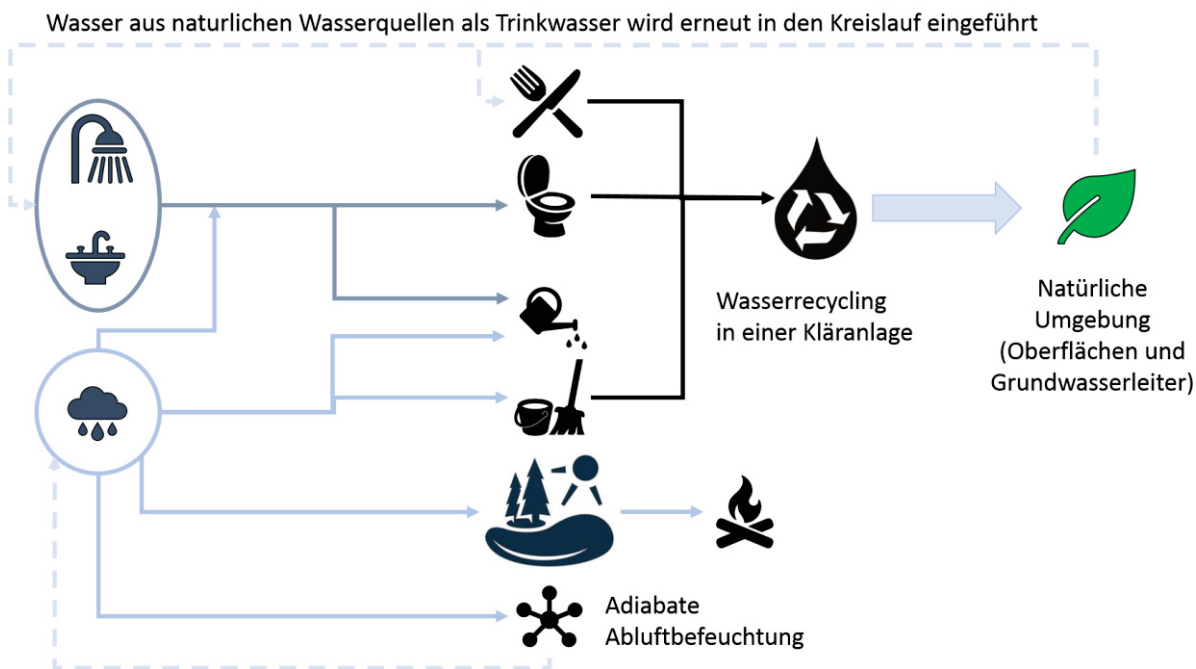 Wasser aus naturlichen Wasserquellen als Trinkwasser wird erneut in den Kreislauf eingeführt
Wasserrecycling
in einer Kläranlage
Natürliche
Umgebung
(Oberflächen und
Grundwasserleiter)
Adiabate
Abluftbefeuchtung